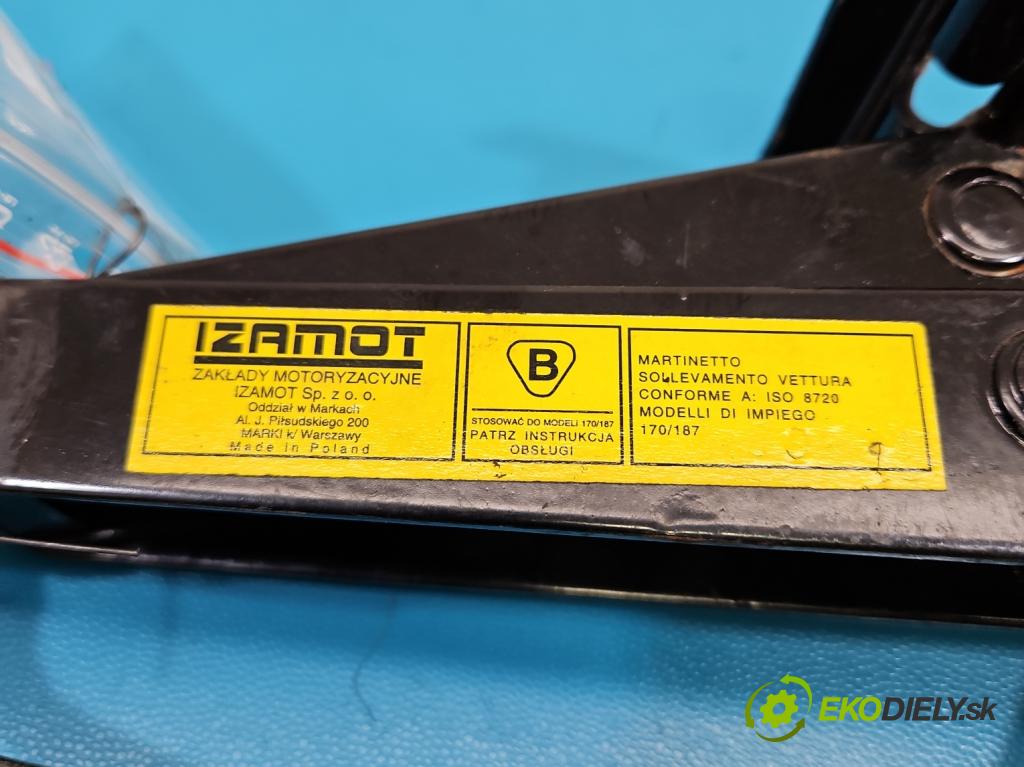 IZAMOT
ZAKŁADY MOTORYZACYJNE
IZAMOT Sp. z o. o.
Oddział w Markach
Al. J. Piłsudskiego 200
MARKI k/ Warszawy
Made in Poland
B
STOSOWAĆ DO MODELI 170/187
PATRZ INSTRUKCJA
OBSŁUGI
MARTINETTO
SOLLEVAMENTO VETTURA
CONFORME A: ISO 8720
MODELLI DI IMPIEGO
170/187
EKODIELY.sk